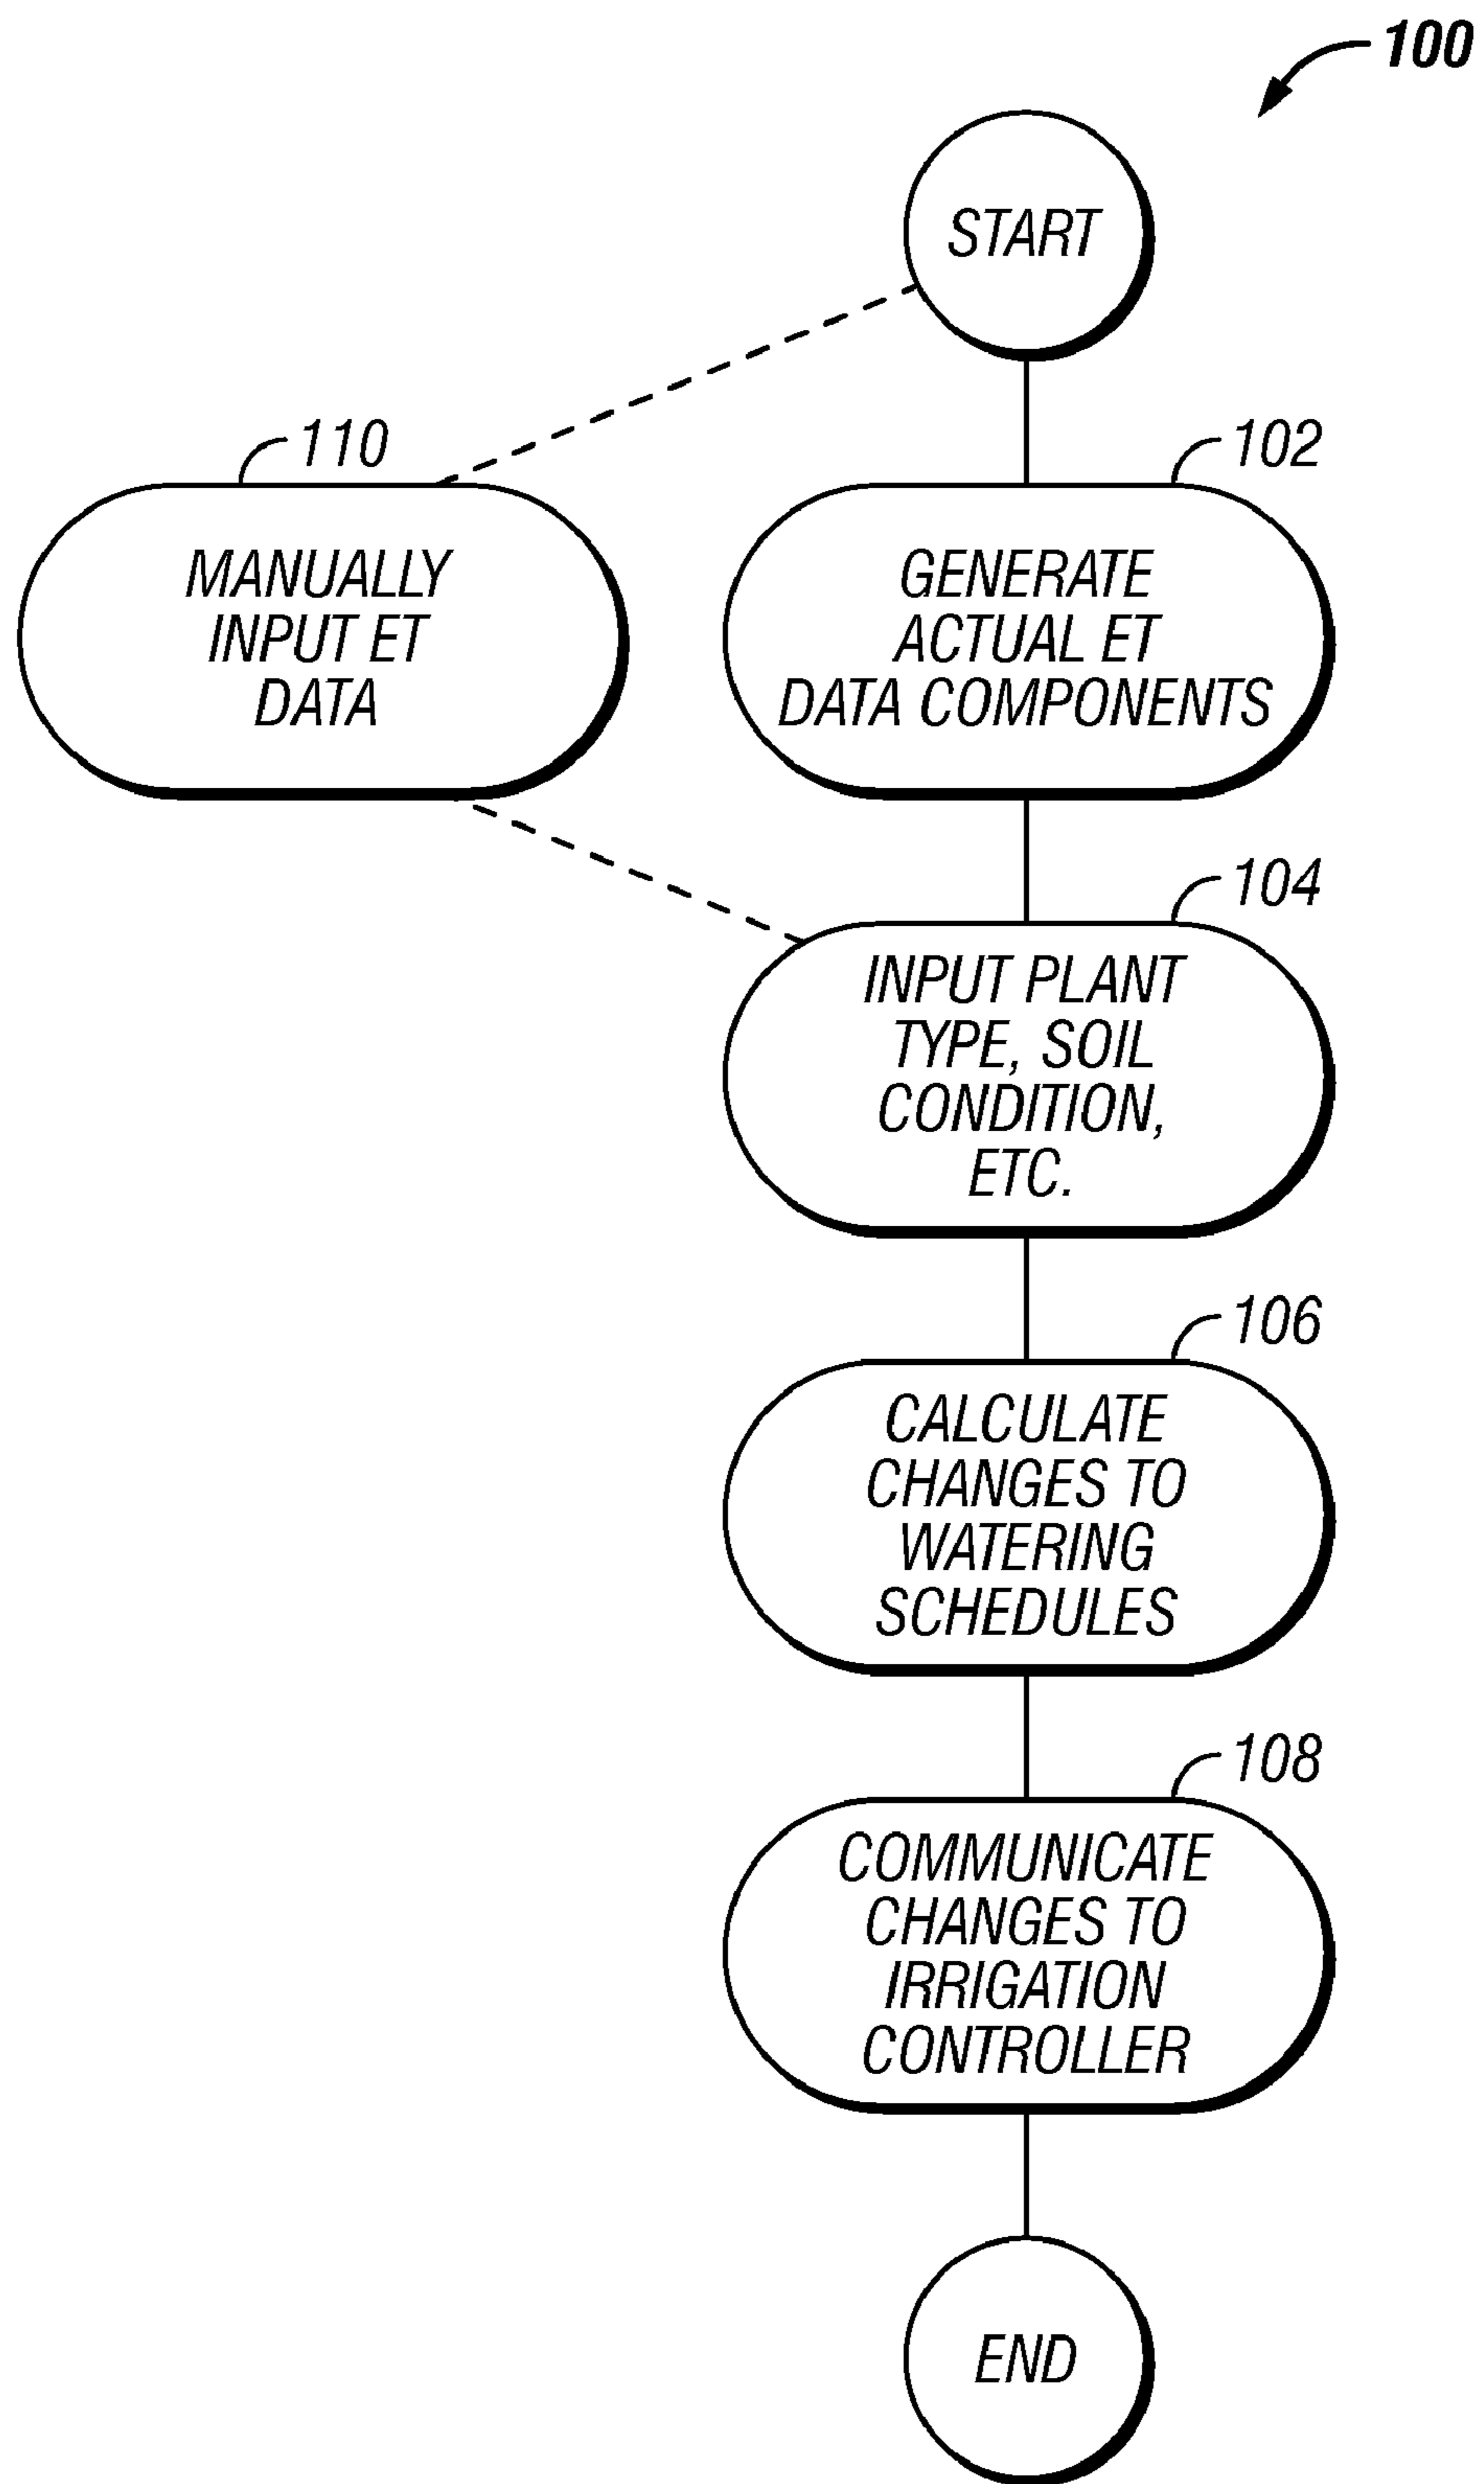 100
START
110
MANUALLY
INPUT ET
DATA
102
GENERATE
ACTUAL ET
DATA COMPONENTS
104
INPUT PLANT
TYPE, SOIL
CONDITION,
ETC.
106
CALCULATE
CHANGES TO
WATERING
SCHEDULES
108
COMMUNICATE
CHANGES TO
IRRIGATION
CONTROLLER
END